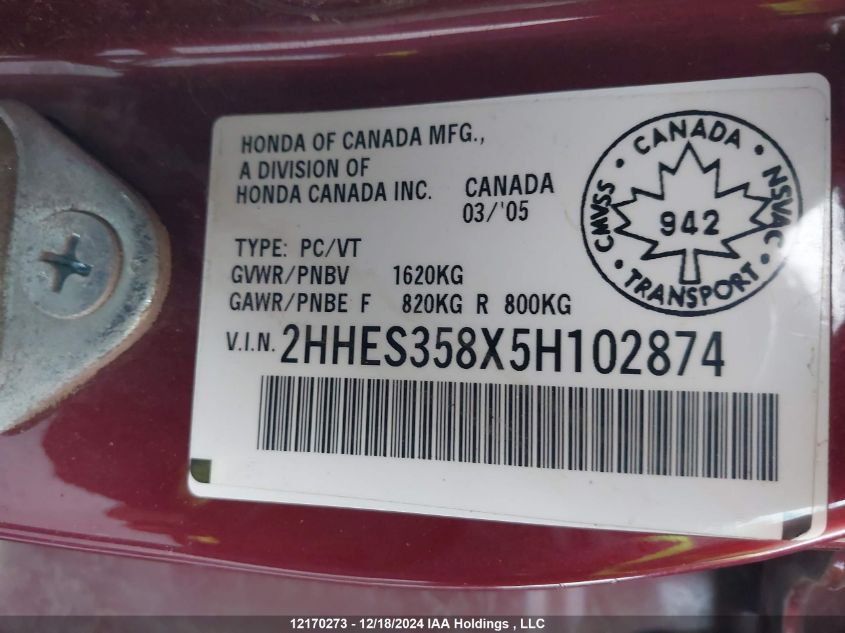 HONDA OF CANADA MFG.,
A DIVISION OF
HONDA CANADA INC. CANADA
03/'05
TYPE: PC/VT
GVWR/PNBV 1620KG
GAWR/PNBE F 820KG R 800KG
V.I.N. 2HHES358X5H102874
• CANADA •
CMVSS
942
NSVAC
• TRANSPORT •
12170273 - 12/18/2024 IAA Holdings , LLC